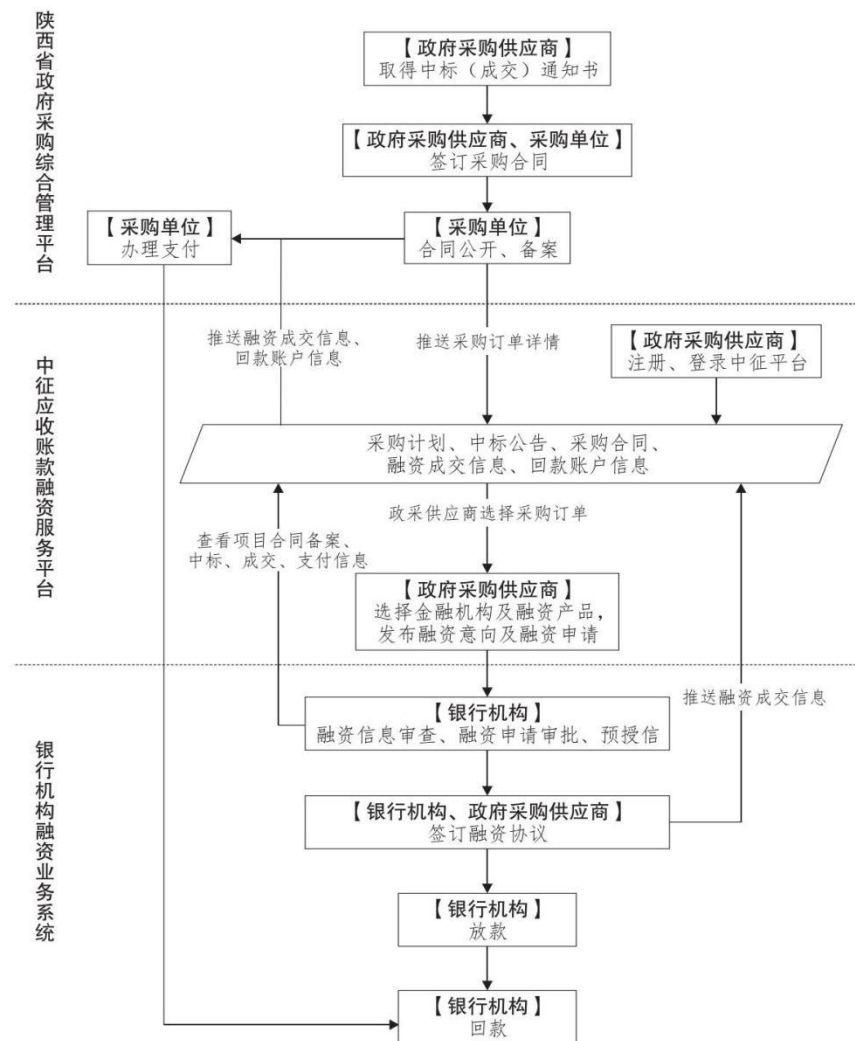 陕西省政府采购综合管理平台
【政府采购供应商】
取得中标（成交）通知书
【政府采购供应商、采购单位】
签订采购合同
【采购单位】
办理支付
【采购单位】
合同公开、备案
中征应收账款融资服务平台
推送融资成交信息、
回款账户信息
推送采购订单详情
【政府采购供应商】
注册、登录中征平台
采购计划、中标公告、采购合同、
融资成交信息、回款账户信息
政采供应商选择采购订单
查看项目合同备案、
中标、成交、支付信息
【政府采购供应商】
选择金融机构及融资产品，
发布融资意向及融资申请
银行机构融资业务系统
推送融资成交信息
【银行机构】
融资信息审查、融资申请审批、预授信
【银行机构、政府采购供应商】
签订融资协议
【银行机构】
放款
【银行机构】
回款